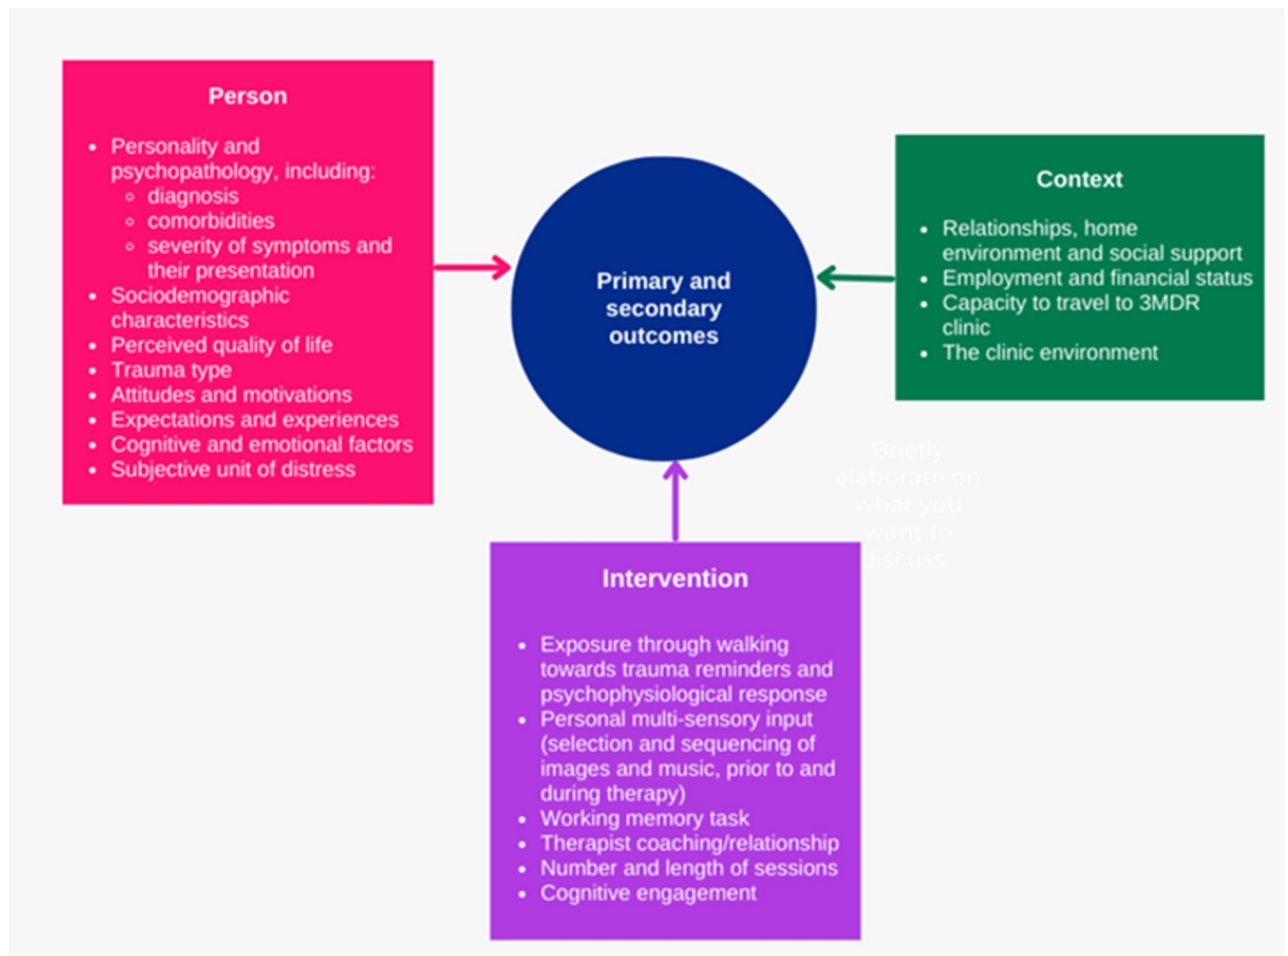 Person
• Personality and
psychopathology, including:
◦ diagnosis
◦ comorbidities
◦ severity of symptoms and
their presentation
• Sociodemographic
characteristics
• Perceived quality of life
• Trauma type
• Attitudes and motivations
• Expectations and experiences
• Cognitive and emotional factors
• Subjective unit of distress
Primary and
secondary
outcomes
Context
• Relationships, home
environment and social support
• Employment and financial status
• Capacity to travel to 3MDR
clinic
• The clinic environment
Briefly
elaborate on
what you
want to
discuss.
Intervention
• Exposure through walking
towards trauma reminders and
psychophysiological response
• Personal multi-sensory input
(selection and sequencing of
images and music, prior to and
during therapy)
• Working memory task
• Therapist coaching/relationship
• Number and length of sessions
• Cognitive engagement